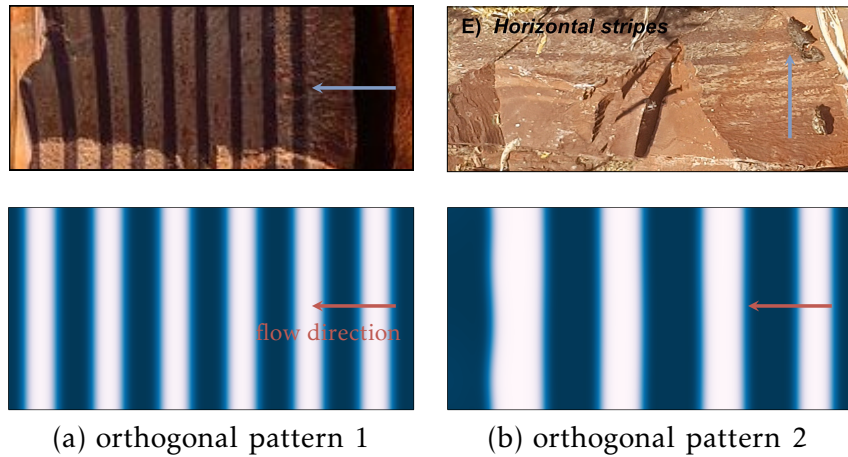 E) Horizontal stripes
flow direction
(a) orthogonal pattern 1
(b) orthogonal pattern 2